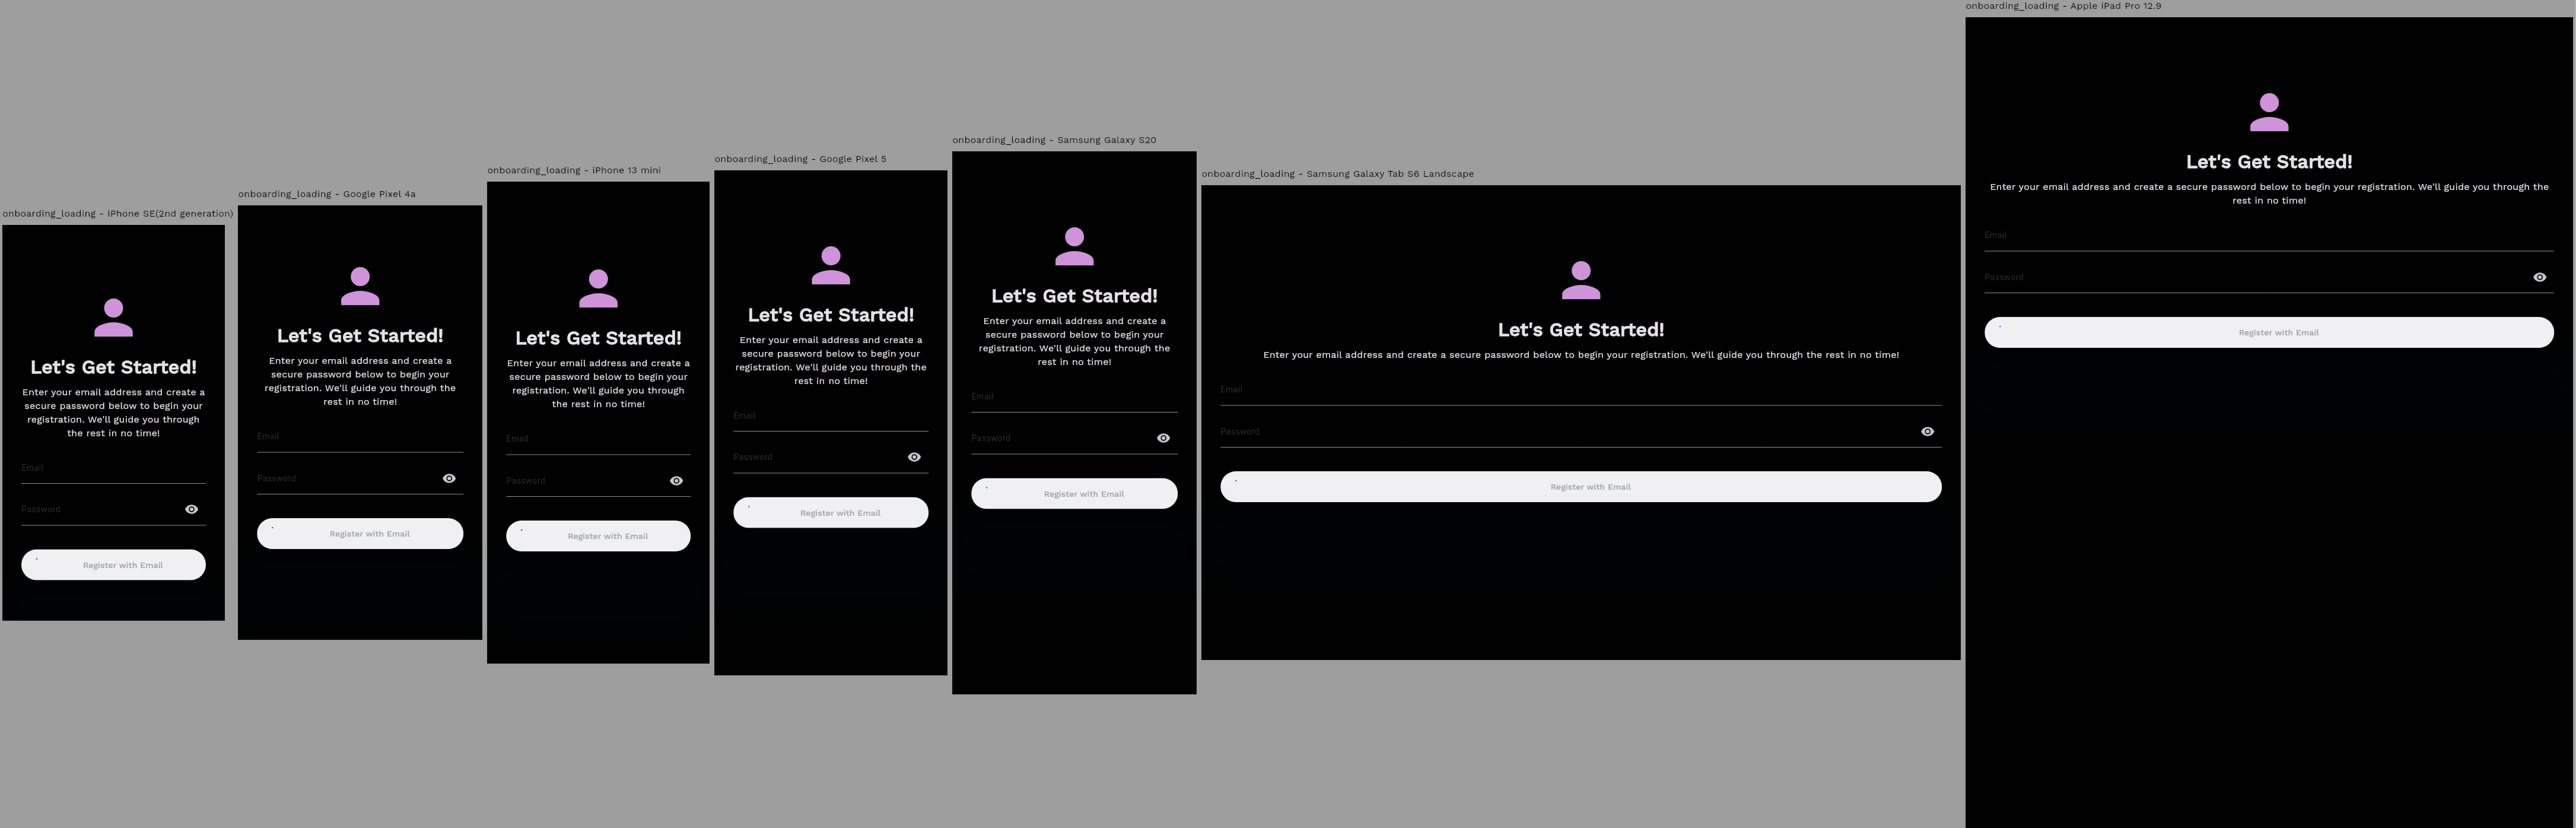 onboarding_loading - iPhone SE(2nd generation)
Let's Get Started!
Enter your email address and create a
secure password below to begin your
registration. We'll guide you through
the rest in no time!
Email
Password
Register with Email
onboarding_loading - Google Pixel 4a
Let's Get Started!
Enter your email address and create a
secure password below to begin your
registration. We'll guide you through the
rest in no time!
Email
Password
Register with Email
onboarding_loading - iPhone 13 mini
Let's Get Started!
Enter your email address and create a
secure password below to begin your
registration. We'll guide you through
the rest in no time!
Email
Password
Register with Email
onboarding_loading - Google Pixel 5
Let's Get Started!
Enter your email address and create a
secure password below to begin your
registration. We'll guide you through the
rest in no time!
Email
Password
Register with Email
onboarding_loading - Samsung Galaxy S20
Let's Get Started!
Enter your email address and create a
secure password below to begin your
registration. We'll guide you through the
rest in no time!
Email
Password
Register with Email
onboarding_loading - Samsung Galaxy Tab S6 Landscape
Let's Get Started!
Enter your email address and create a secure password below to begin your registration. We'll guide you through the rest in no time!
Email
Password
Register with Email
onboarding_loading - Apple iPad Pro 12.9
Let's Get Started!
Enter your email address and create a secure password below to begin your registration. We'll guide you through the
rest in no time!
Email
Password
Register with Email